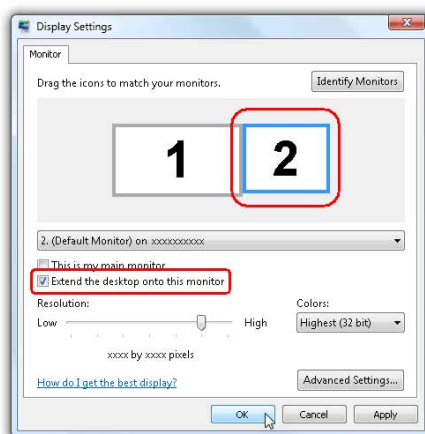 Display Settings
Monitor
Drag the icons to match your monitors.
Identify Monitors
1
2
2. (Default Monitor) on xxxxxxxxxx
This is my main monitor
Extend the desktop onto this monitor
Resolution:
Colors:
Low
High
Highest (32 bit)
xxxx by xxxx pixels
How do I get the best display?
Advanced Settings...
OK
Cancel
Apply